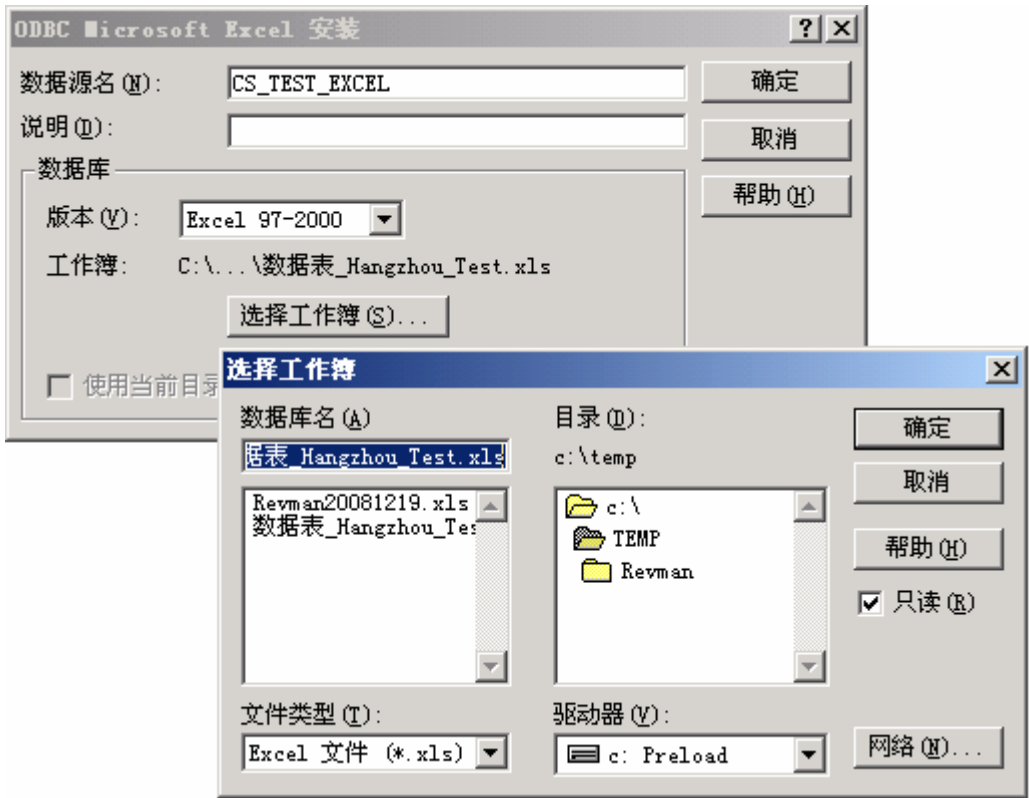 ODBC Microsoft Excel 安装
数据源名(N):
CS_TEST_EXCEL
确定
说明(D):
取消
数据库
帮助(H)
版本(V):
Excel 97-2000
工作簿:
C:\...\数据表_Hangzhou_Test.xls
选择工作簿(S)...
使用当前目录
选择工作簿
数据库名(A)
目录(D):
确定
据表_Hangzhou_Test.xls
c:\temp
取消
Revman20081219.xls
数据表_Hangzhou_Tes
c:\
TEMP
Revman
帮助(H)
只读(R)
文件类型(T):
驱动器(V):
Excel 文件 (*.xls)
c: Preload
网络(N)...